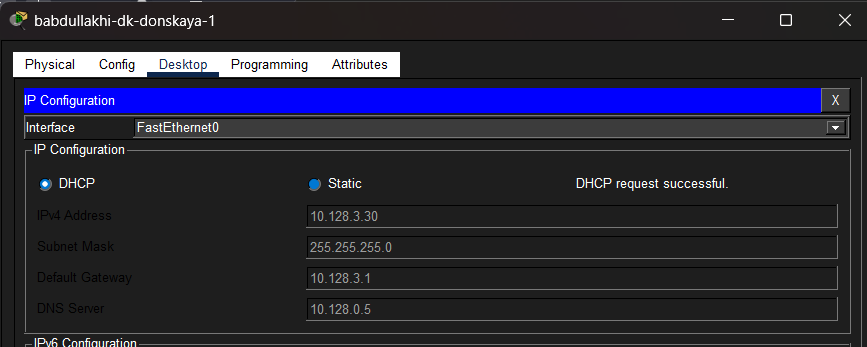 babdullakhi-dk-donskaya-1
Physical Config Desktop Programming Attributes
IP Configuration X
Interface FastEthernet0
IP Configuration
DHCP Static DHCP request successful.
IPv4 Address 10.128.3.30
Subnet Mask 255.255.255.0
Default Gateway 10.128.3.1
DNS Server 10.128.0.5
IPv6 Configuration